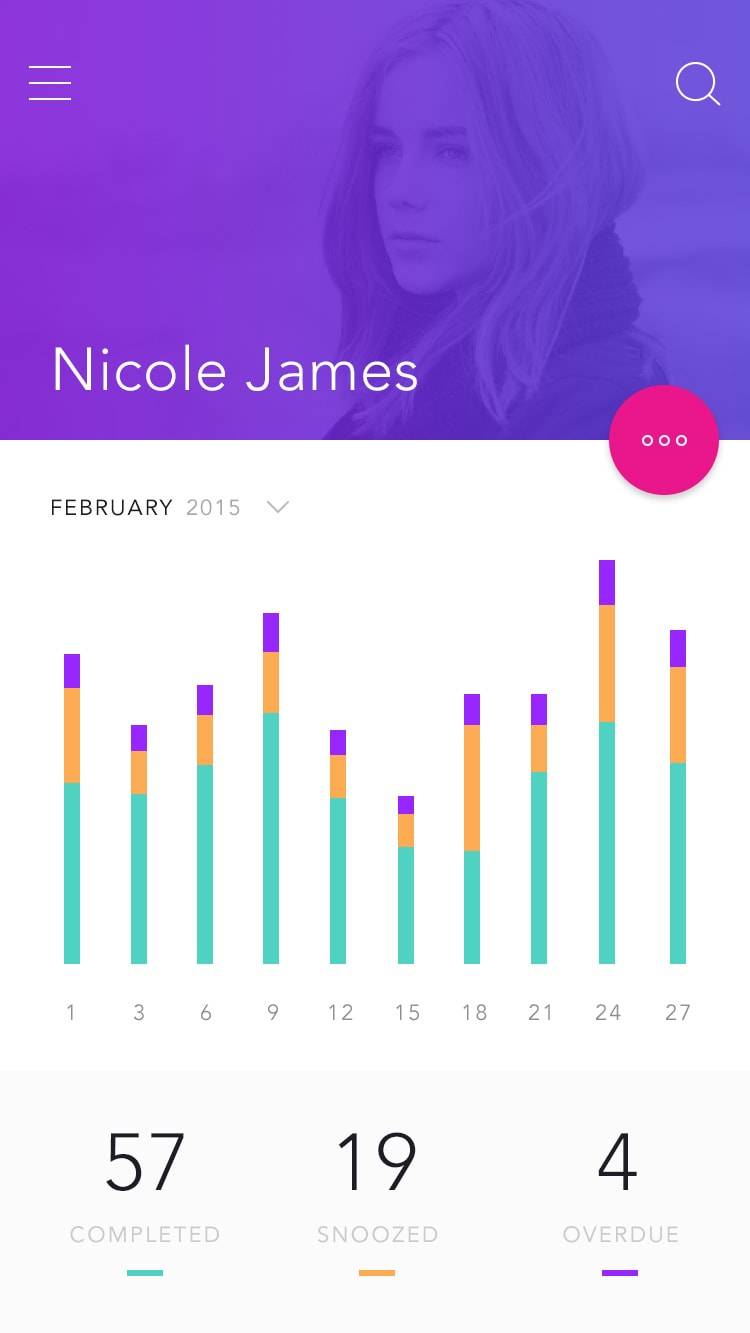 Nicole James
FEBRUARY 2015
1 3 6 9 12 15 18 21 24 27
57 19 4
COMPLETED SNOOZED OVERDUE